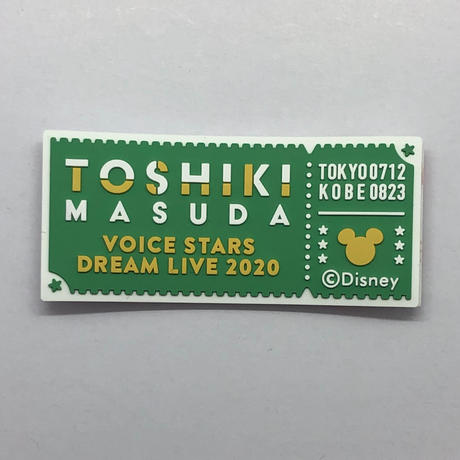 TOSHIKI
MASUDA
VOICE STARS
DREAM LIVE 2020
TOKYO0712
KOBE0823
©Disney